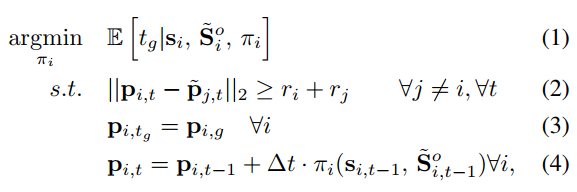 argmin_{π_i} 𝔼 [t_g | s_i, S̃_i^o, π_i] (1)
s.t. ||p_{i,t} − p̃_{j,t}||_2 ≥ r_i + r_j ∀j ≠ i, ∀t (2)
p_{i,t_g} = p_{i,g} ∀i (3)
p_{i,t} = p_{i,t−1} + Δt · π_i(s_{i,t−1}, S̃_{i,t−1}^o)∀i, (4)